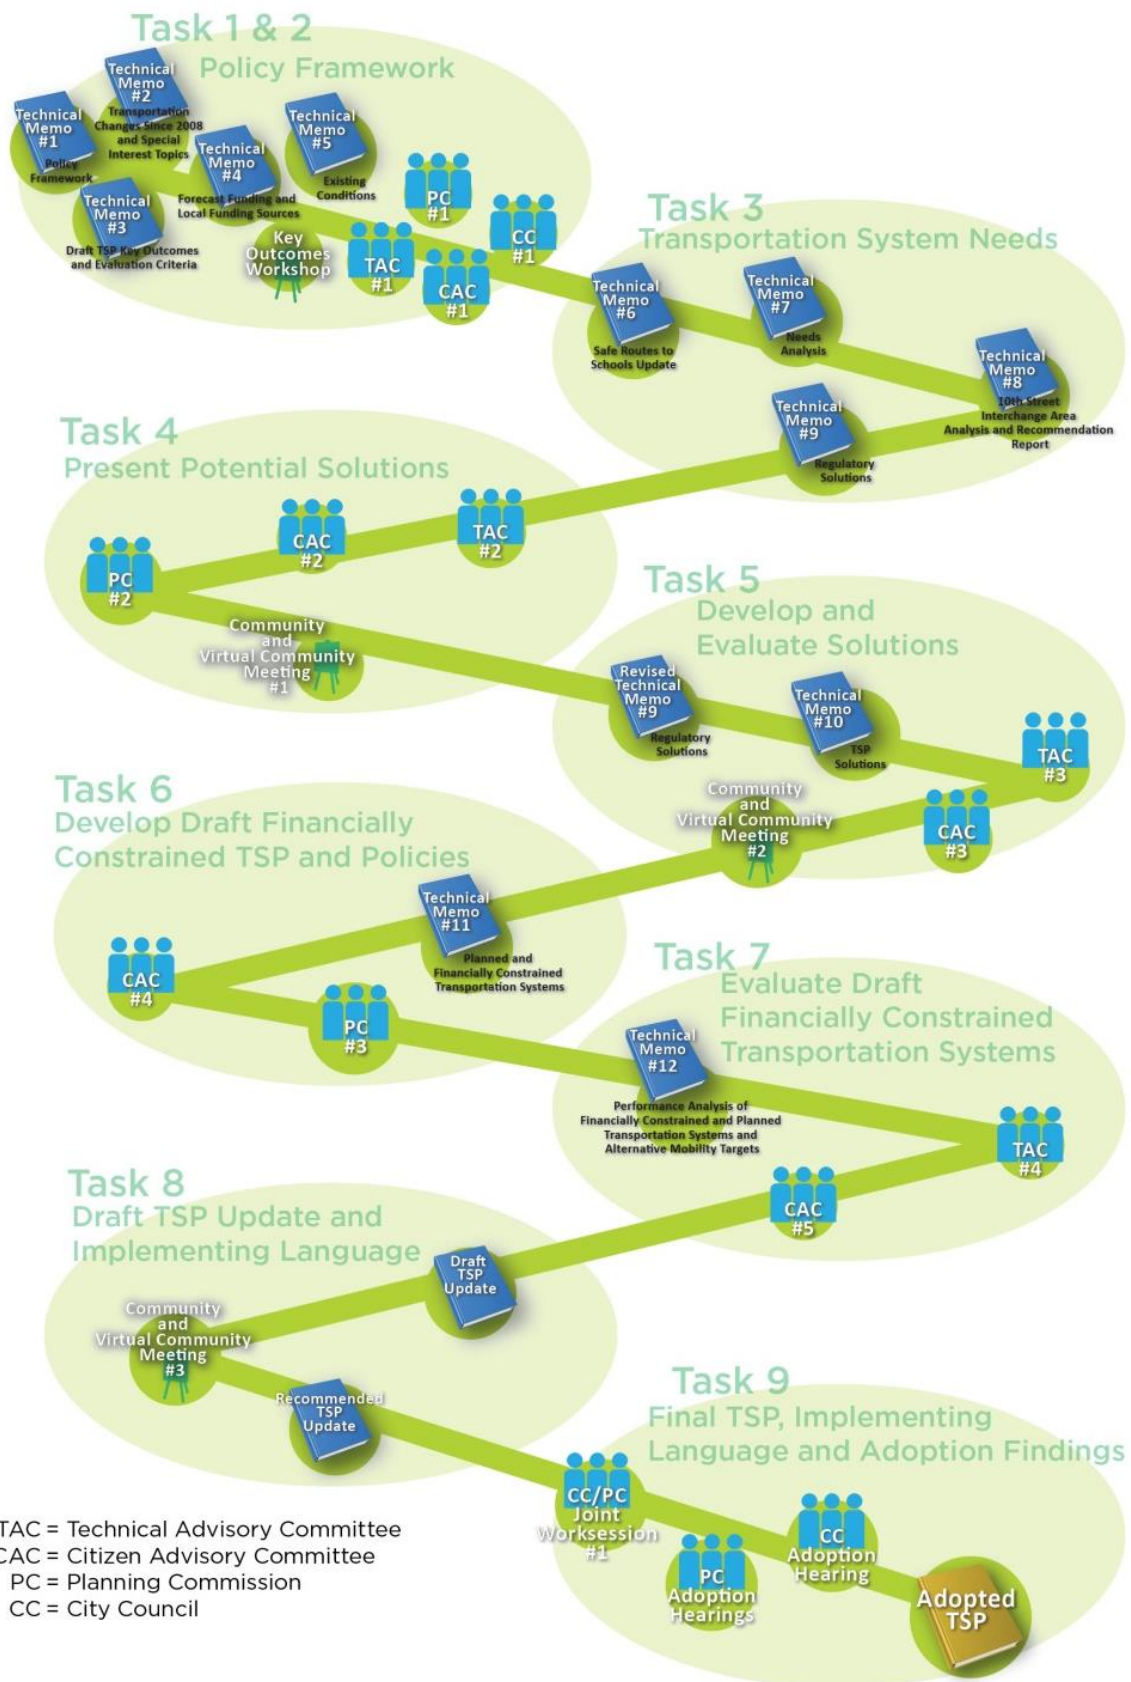 Task 1 & 2
Policy Framework
Technical
Memo
#1
Policy
Framework
Technical
Memo
#2
Transportation
Changes Since 2008
and Special
Interest Topics
Technical
Memo
#3
Draft TSP Key Outcomes
and Evaluation Criteria
Technical
Memo
#4
Forecast Funding and
Local Funding Sources
Technical
Memo
#5
Existing
Conditions
Key
Outcomes
Workshop
PC
#1
TAC
#1
CAC
#1
CC
#1
Task 3
Transportation System Needs
Technical
Memo
#6
Safe Routes to
Schools Update
Technical
Memo
#7
Needs
Analysis
Technical
Memo
#8
10th Street
Interchange Area
Analysis and Recommendation
Report
Technical
Memo
#9
Regulatory
Solutions
Task 4
Present Potential Solutions
TAC
#2
CAC
#2
PC
#2
Community
and
Virtual Community
Meeting
#1
Task 5
Develop and
Evaluate Solutions
Revised
Technical
Memo
#9
Regulatory
Solutions
Technical
Memo
#10
TSP
Solutions
TAC
#3
CAC
#3
Community
and
Virtual Community
Meeting
#2
Task 6
Develop Draft Financially
Constrained TSP and Policies
Technical
Memo
#11
Planned and
Financially Constrained
Transportation Systems
CAC
#4
PC
#3
Task 7
Evaluate Draft
Financially Constrained
Transportation Systems
Technical
Memo
#12
Performance Analysis of
Financially Constrained and Planned
Transportation Systems and
Alternative Mobility Targets
TAC
#4
CAC
#5
Task 8
Draft TSP Update and
Implementing Language
Draft
TSP
Update
Community
and
Virtual Community
Meeting
#3
Recommended
TSP
Update
Task 9
Final TSP, Implementing
Language and Adoption Findings
CC/PC
Joint
Worksession
#1
PC
Adoption
Hearings
CC
Adoption
Hearing
Adopted
TSP
TAC = Technical Advisory Committee
CAC = Citizen Advisory Committee
PC = Planning Commission
CC = City Council